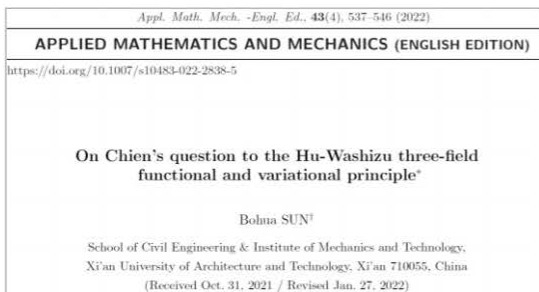 Appl. Math. Mech. -Engl. Ed., 43(4), 537–546 (2022)
APPLIED MATHEMATICS AND MECHANICS (ENGLISH EDITION)
https://doi.org/10.1007/s10483-022-2838-5
On Chien's question to the Hu-Washizu three-field
functional and variational principle*
Bohua SUN†
School of Civil Engineering & Institute of Mechanics and Technology,
Xi'an University of Architecture and Technology, Xi'an 710055, China
(Received Oct. 31, 2021 / Revised Jan. 27, 2022)